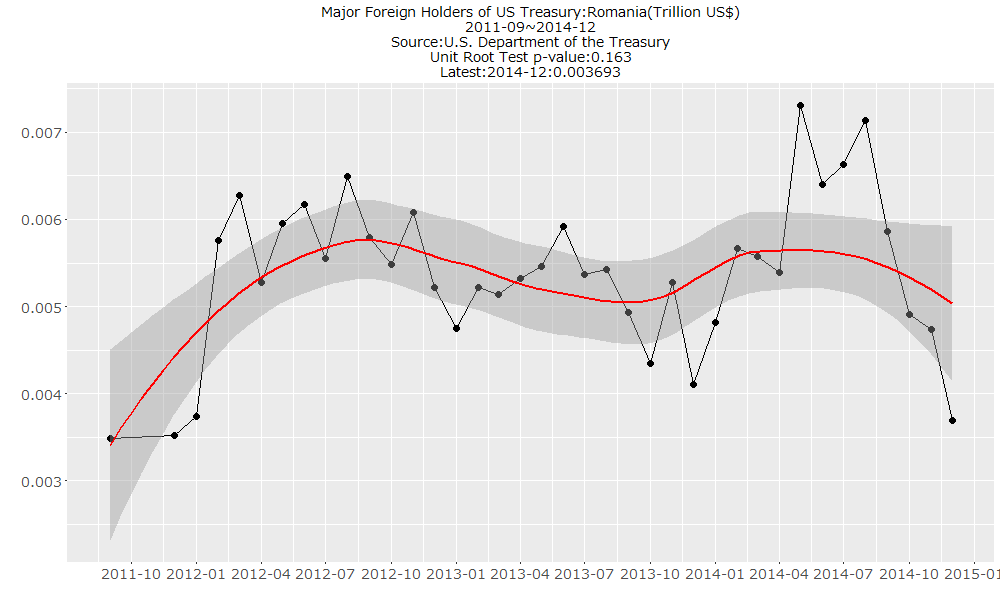 Major Foreign Holders of US Treasury:Romania(Trillion US$)
2011-09~2014-12
Source:U.S. Department of the Treasury
Unit Root Test p-value:0.163
Latest:2014-12:0.003693
0.007
0.006
0.005
0.004
0.003
2011-10 2012-01 2012-04 2012-07 2012-10 2013-01 2013-04 2013-07 2013-10 2014-01 2014-04 2014-07 2014-10 2015-01